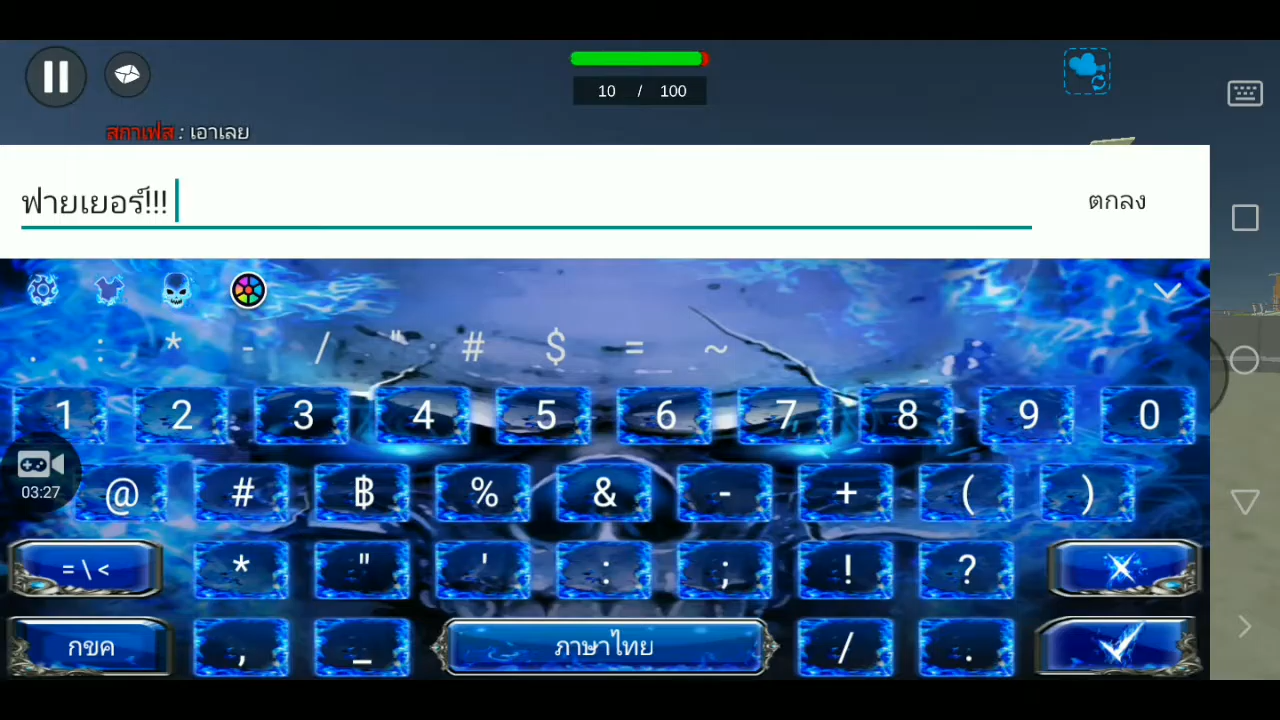 10 / 100
สกาเฟส : เอาเลย
ฟายเยอร์!!!
ตกลง
. : * - / " # $ = ~
1 2 3 4 5 6 7 8 9 0
@ # ฿ % & - + ( )
03:27
= \ < * " ' : ; ! ?
กขค , _ ภาษาไทย / .